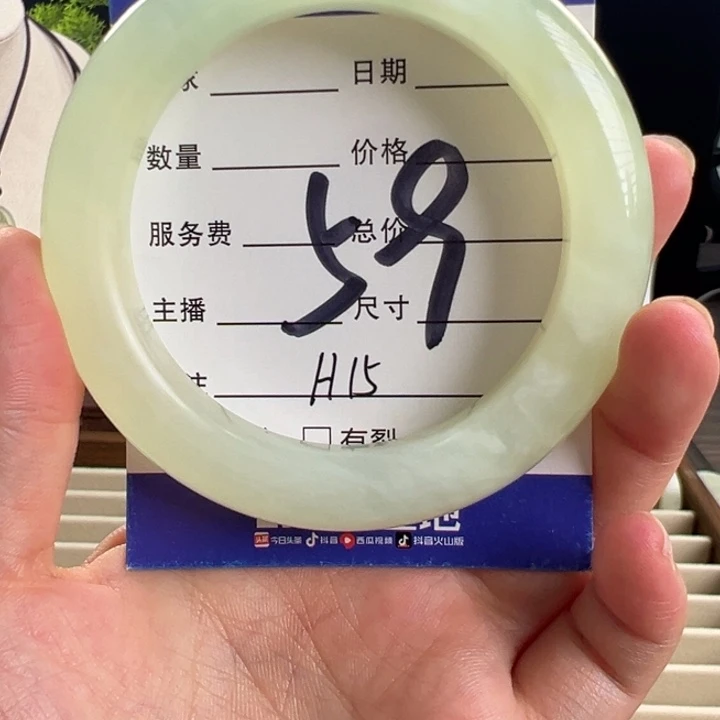 日期
数量 价格
服务费 总价
主播 尺寸
59
H15
有裂
今日头条 抖音 西瓜视频 抖音火山版